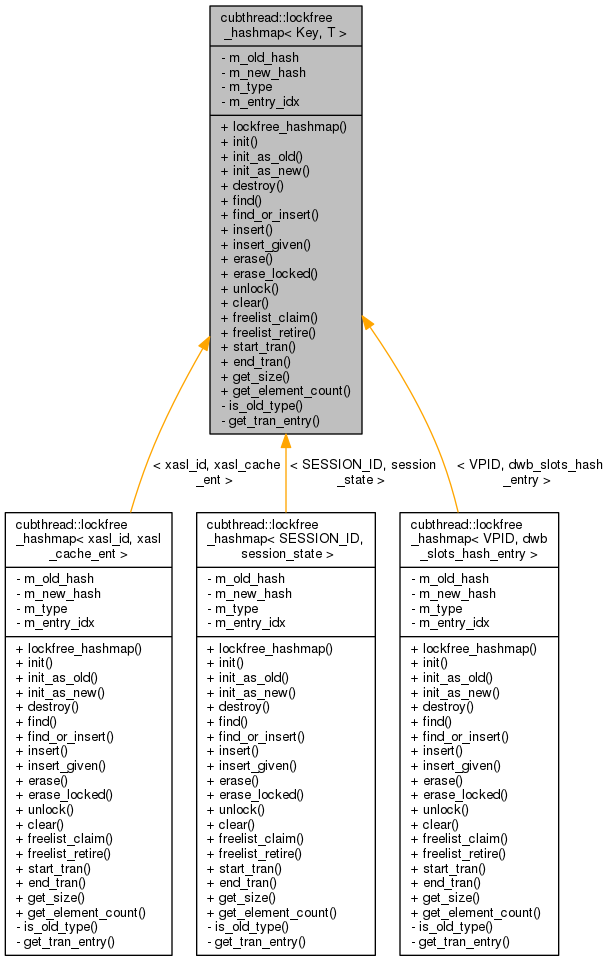 cubthread::lockfree
_hashmap< Key, T >
- m_old_hash
- m_new_hash
- m_type
- m_entry_idx
+ lockfree_hashmap()
+ init()
+ init_as_old()
+ init_as_new()
+ destroy()
+ find()
+ find_or_insert()
+ insert()
+ insert_given()
+ erase()
+ erase_locked()
+ unlock()
+ clear()
+ freelist_claim()
+ freelist_retire()
+ start_tran()
+ end_tran()
+ get_size()
+ get_element_count()
- is_old_type()
- get_tran_entry()
< xasl_id, xasl_cache
_ent >
< SESSION_ID, session
_state >
< VPID, dwb_slots_hash
_entry >
cubthread::lockfree
_hashmap< xasl_id, xasl
_cache_ent >
- m_old_hash
- m_new_hash
- m_type
- m_entry_idx
+ lockfree_hashmap()
+ init()
+ init_as_old()
+ init_as_new()
+ destroy()
+ find()
+ find_or_insert()
+ insert()
+ insert_given()
+ erase()
+ erase_locked()
+ unlock()
+ clear()
+ freelist_claim()
+ freelist_retire()
+ start_tran()
+ end_tran()
+ get_size()
+ get_element_count()
- is_old_type()
- get_tran_entry()
cubthread::lockfree
_hashmap< SESSION_ID,
session_state >
- m_old_hash
- m_new_hash
- m_type
- m_entry_idx
+ lockfree_hashmap()
+ init()
+ init_as_old()
+ init_as_new()
+ destroy()
+ find()
+ find_or_insert()
+ insert()
+ insert_given()
+ erase()
+ erase_locked()
+ unlock()
+ clear()
+ freelist_claim()
+ freelist_retire()
+ start_tran()
+ end_tran()
+ get_size()
+ get_element_count()
- is_old_type()
- get_tran_entry()
cubthread::lockfree
_hashmap< VPID, dwb
_slots_hash_entry >
- m_old_hash
- m_new_hash
- m_type
- m_entry_idx
+ lockfree_hashmap()
+ init()
+ init_as_old()
+ init_as_new()
+ destroy()
+ find()
+ find_or_insert()
+ insert()
+ insert_given()
+ erase()
+ erase_locked()
+ unlock()
+ clear()
+ freelist_claim()
+ freelist_retire()
+ start_tran()
+ end_tran()
+ get_size()
+ get_element_count()
- is_old_type()
- get_tran_entry()